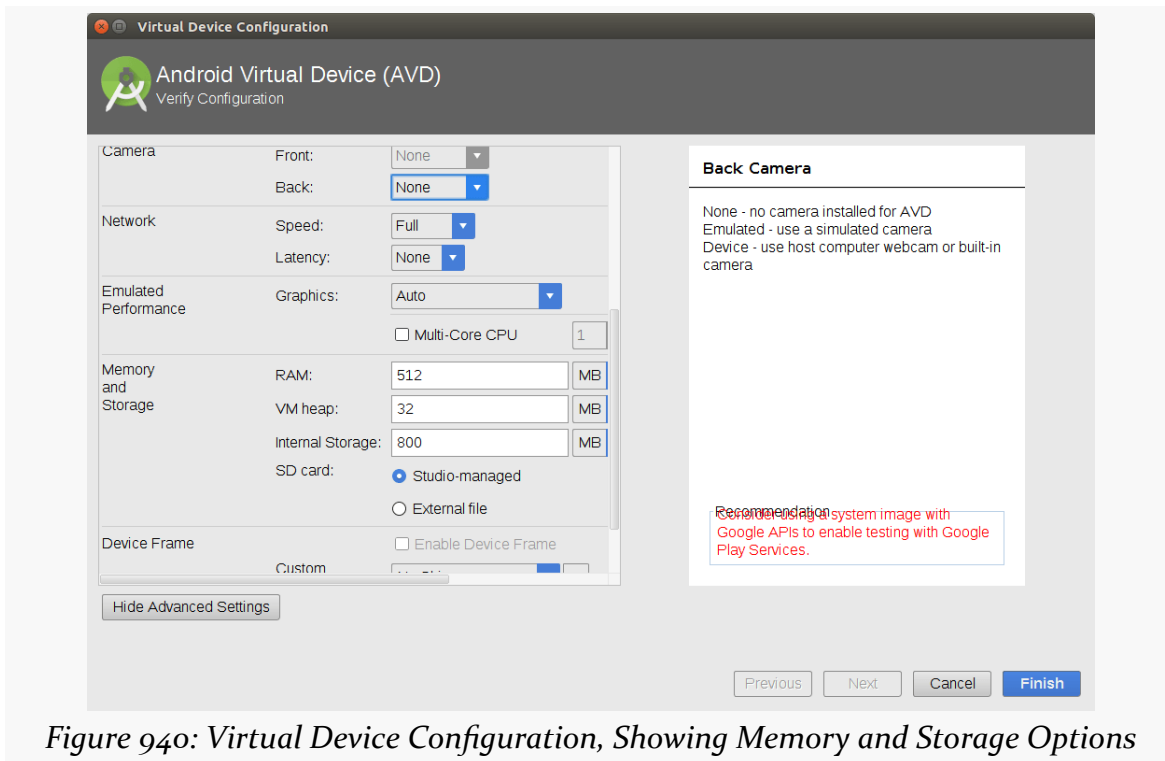 Virtual Device Configuration
Android Virtual Device (AVD)
Verify Configuration
Camera
Front:
None
Back:
None
Network
Speed:
Full
Latency:
None
Emulated
Performance
Graphics:
Auto
Multi-Core CPU
1
Memory
and
Storage
RAM:
512
MB
VM heap:
32
MB
Internal Storage:
800
MB
SD card:
Studio-managed
External file
Device Frame
Enable Device Frame
Custom
Hide Advanced Settings
Back Camera
None - no camera installed for AVD
Emulated - use a simulated camera
Device - use host computer webcam or built-in
camera
Recommendation
Consider using a system image with
Google APIs to enable testing with Google
Play Services.
Previous
Next
Cancel
Finish
Figure 940: Virtual Device Configuration, Showing Memory and Storage Options